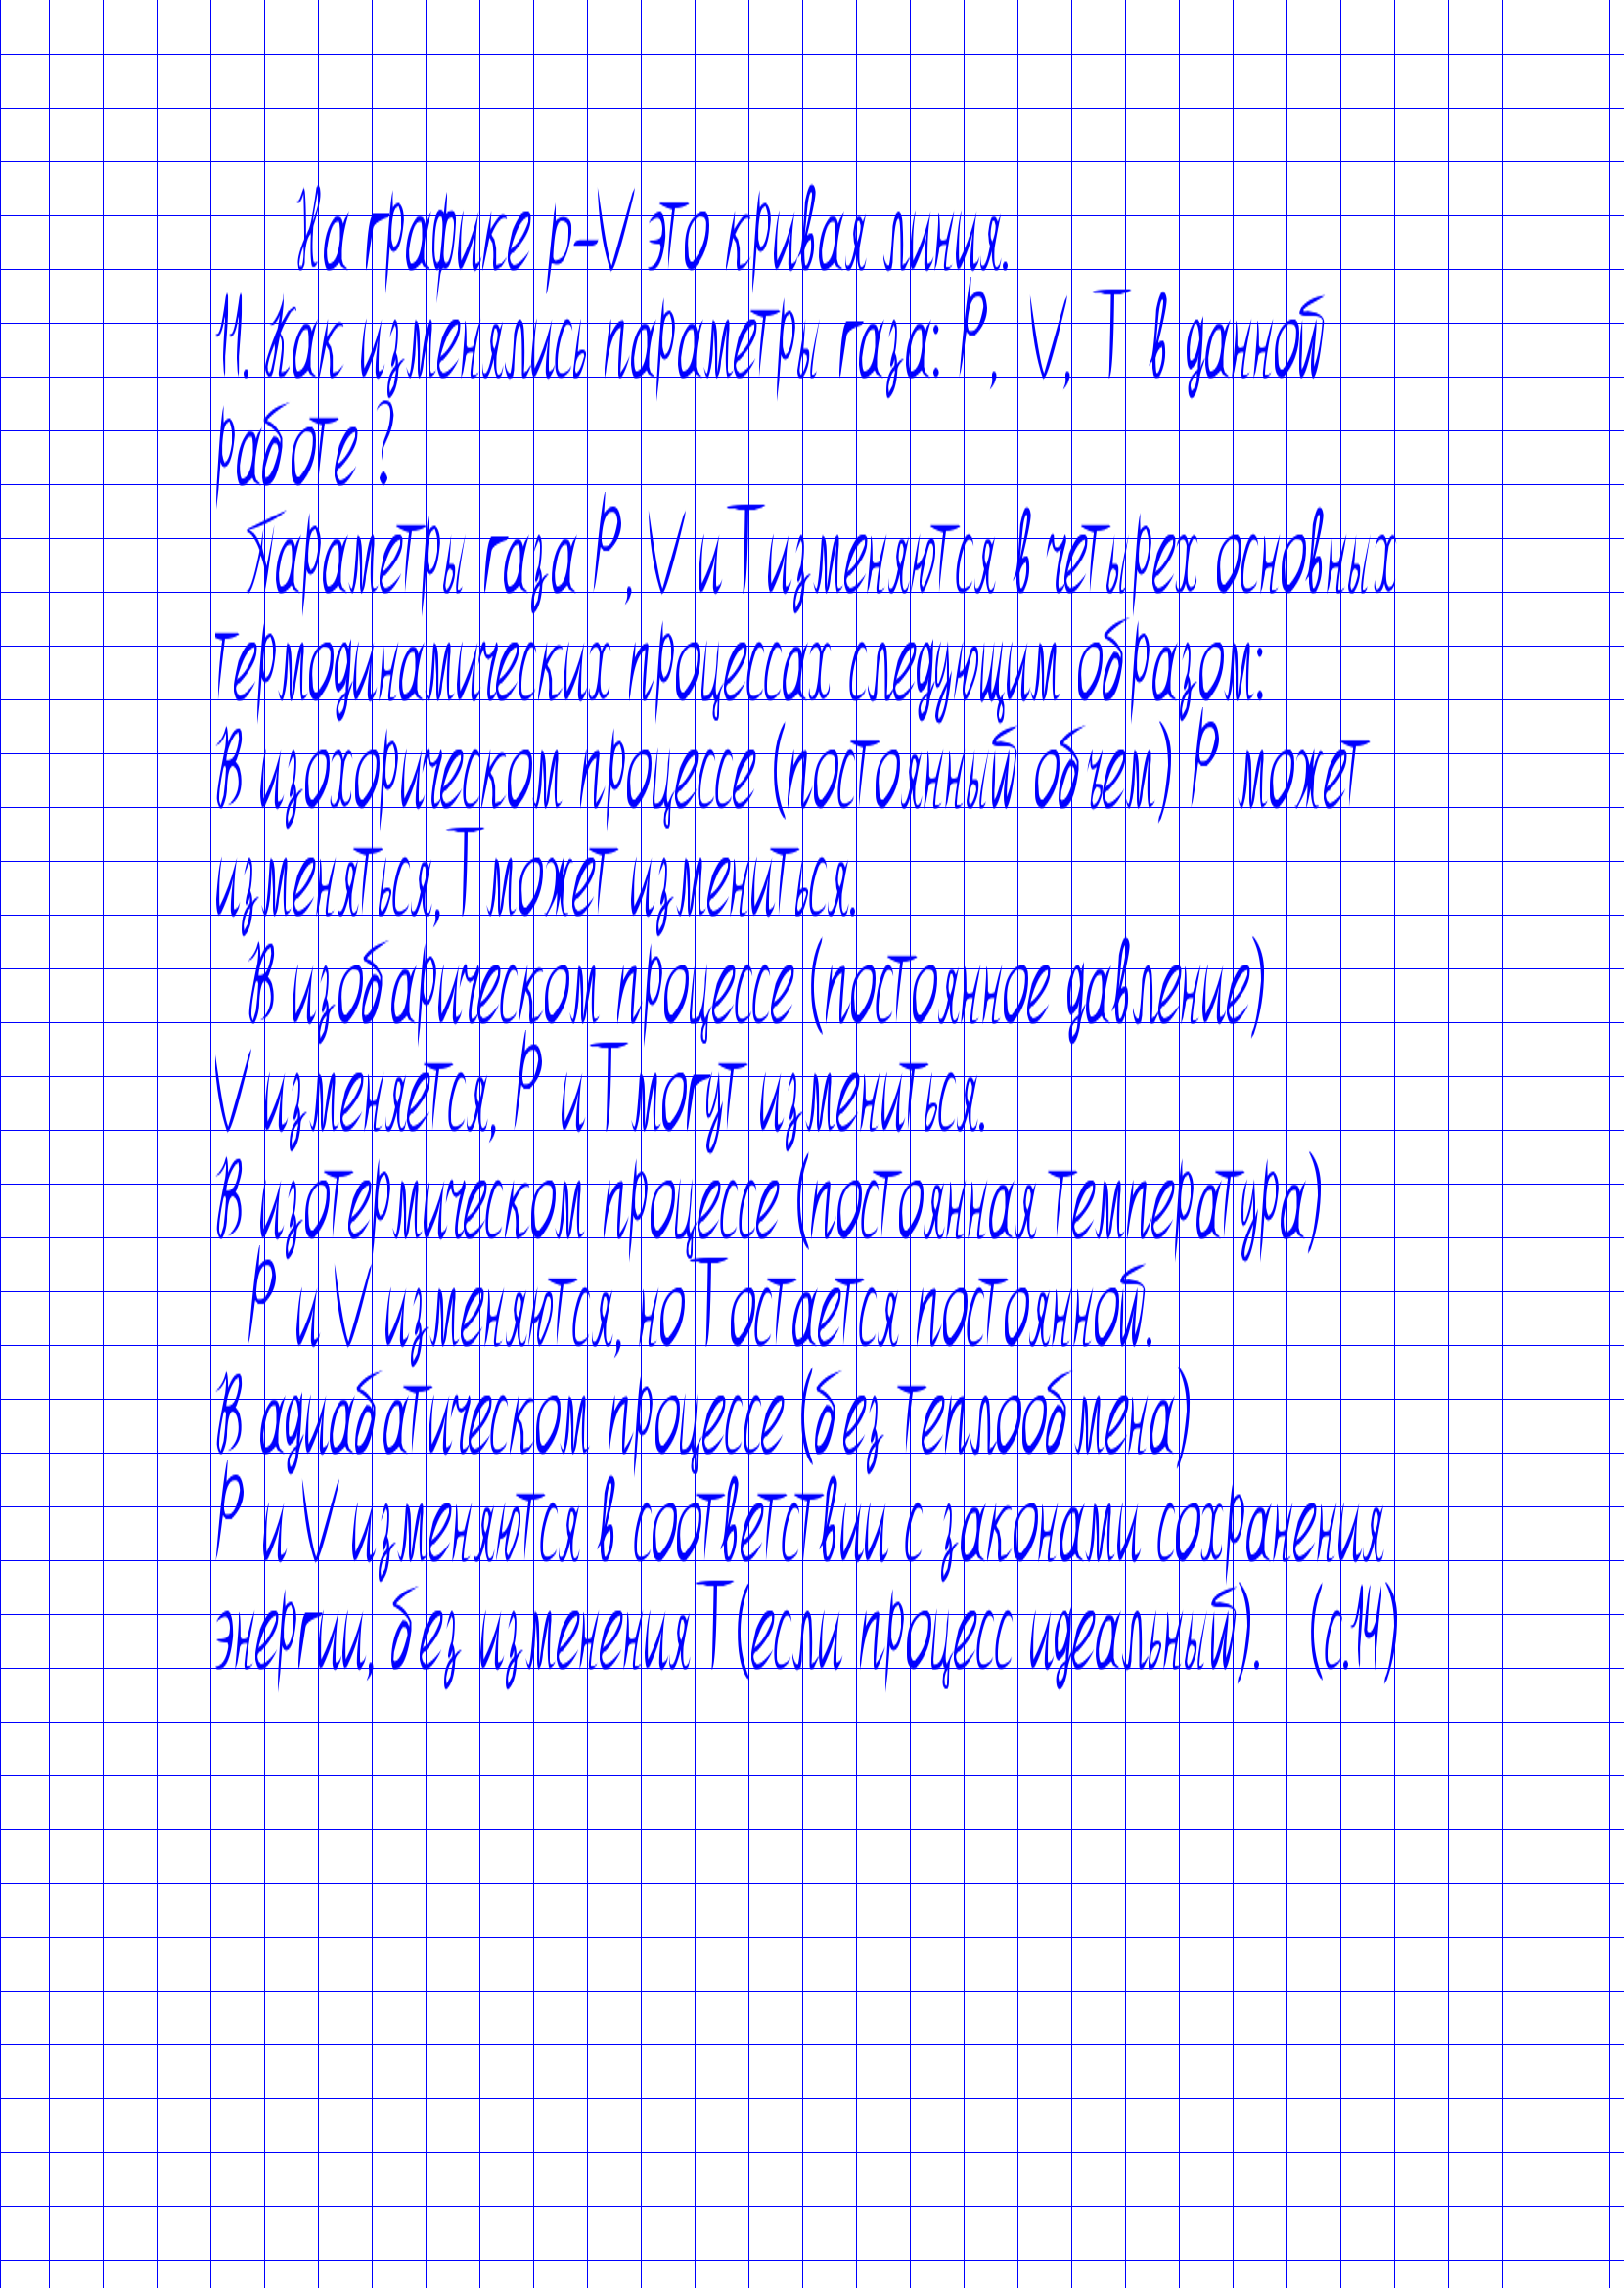 На графике p-V это кривая линия.
11. Как изменялись параметры газа: P, V, T в данной
работе?
Параметры газа P, V и T изменяются в четырех основных
термодинамических процессах следующим образом:
В изохорическом процессе (постоянный объем) P может
изменяться, T может измениться.
В изобарическом процессе (постоянное давление)
V изменяется, P и T могут измениться.
В изотермическом процессе (постоянная температура)
P и V изменяются, но T остается постоянной.
В адиабатическом процессе (без теплообмена)
P и V изменяются в соответствии с законами сохранения
энергии, без изменения T (если процесс идеальный). (с.14)